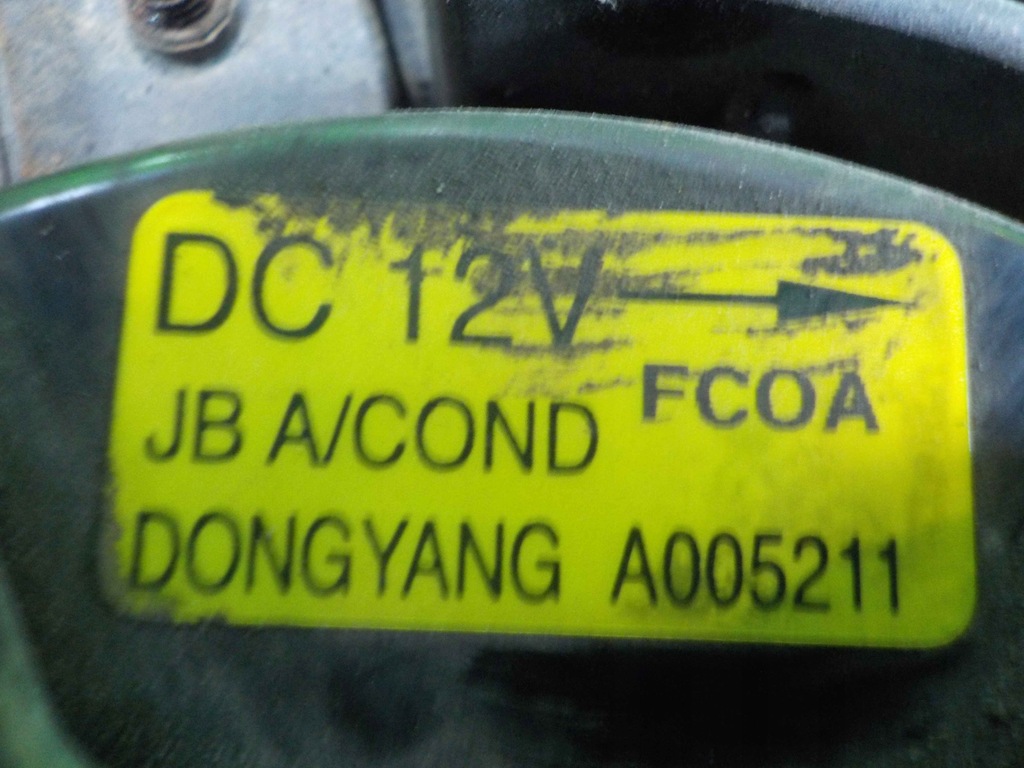 DC 12V
FCOA
JB A/COND
DONGYANG A005211